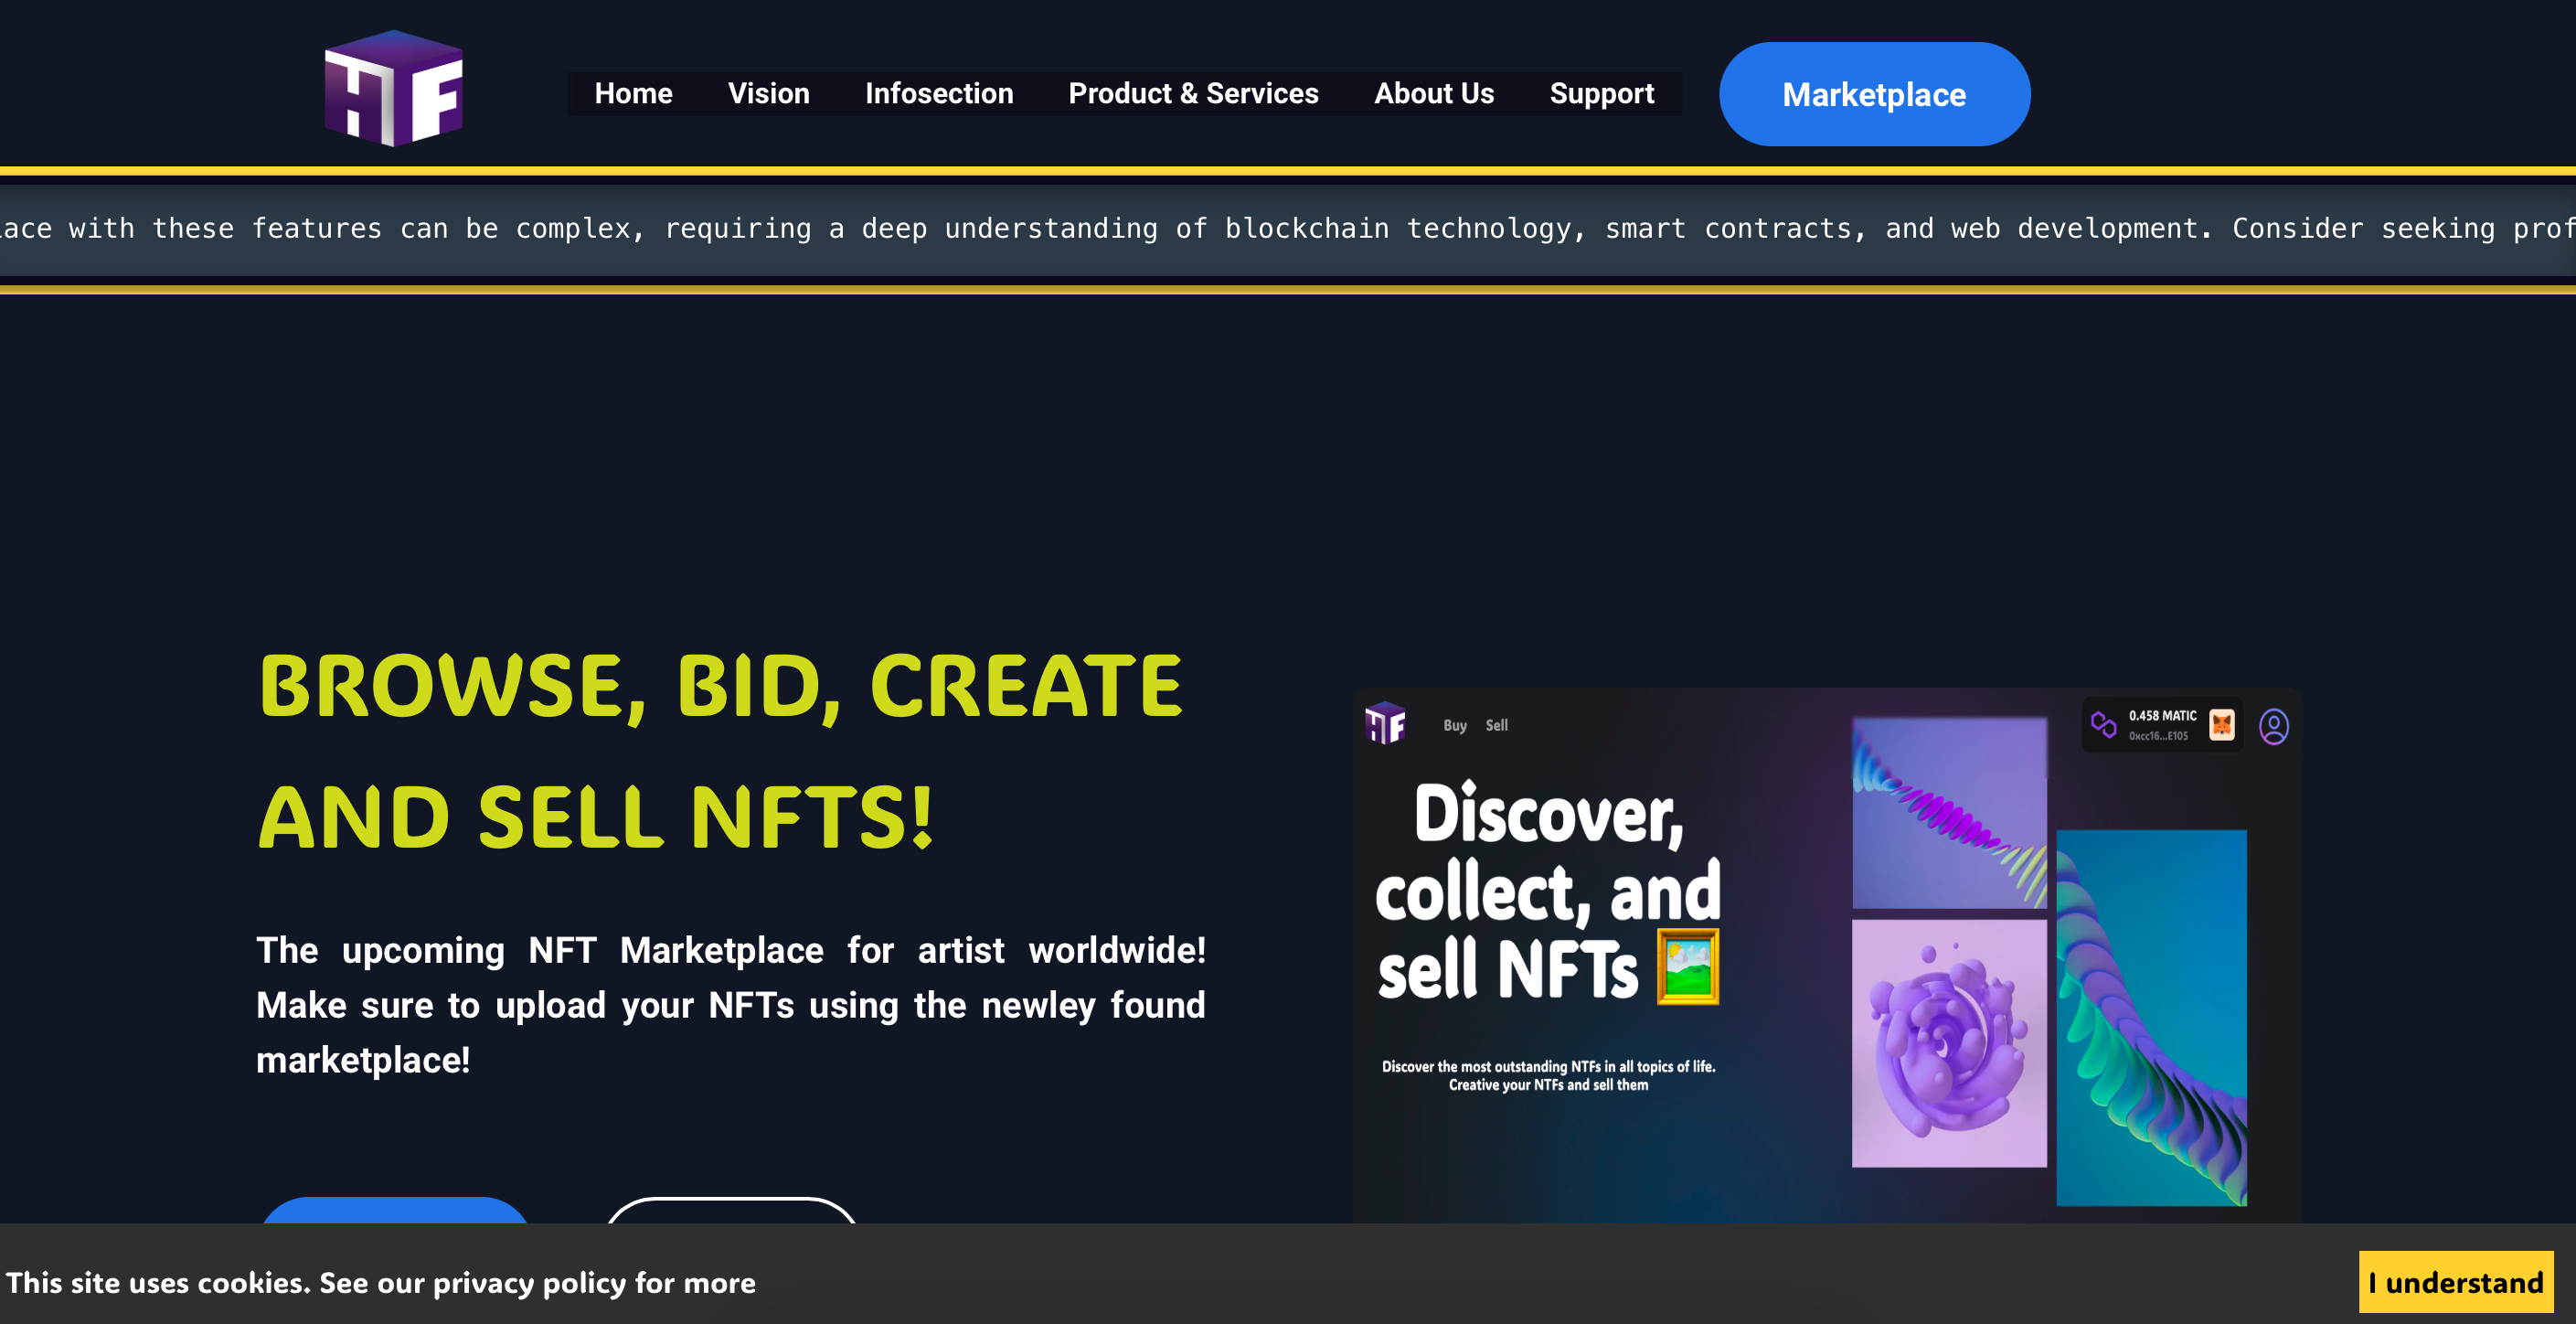 HTF
Home Vision Infosection Product & Services About Us Support Marketplace
with these features can be complex, requiring a deep understanding of blockchain technology, smart contracts, and web development. Consider seeking
BROWSE, BID, CREATE
AND SELL NFTS!
The upcoming NFT Marketplace for artist worldwide!
Make sure to upload your NFTs using the newley found
marketplace!
HTF
Buy Sell
0.458 MATIC
0xcc16...E105
Discover,
collect, and
sell NFTs
Discover the most outstanding NTFs in all topics of life.
Creative your NTFs and sell them
This site uses cookies. See our privacy policy for more
I understand